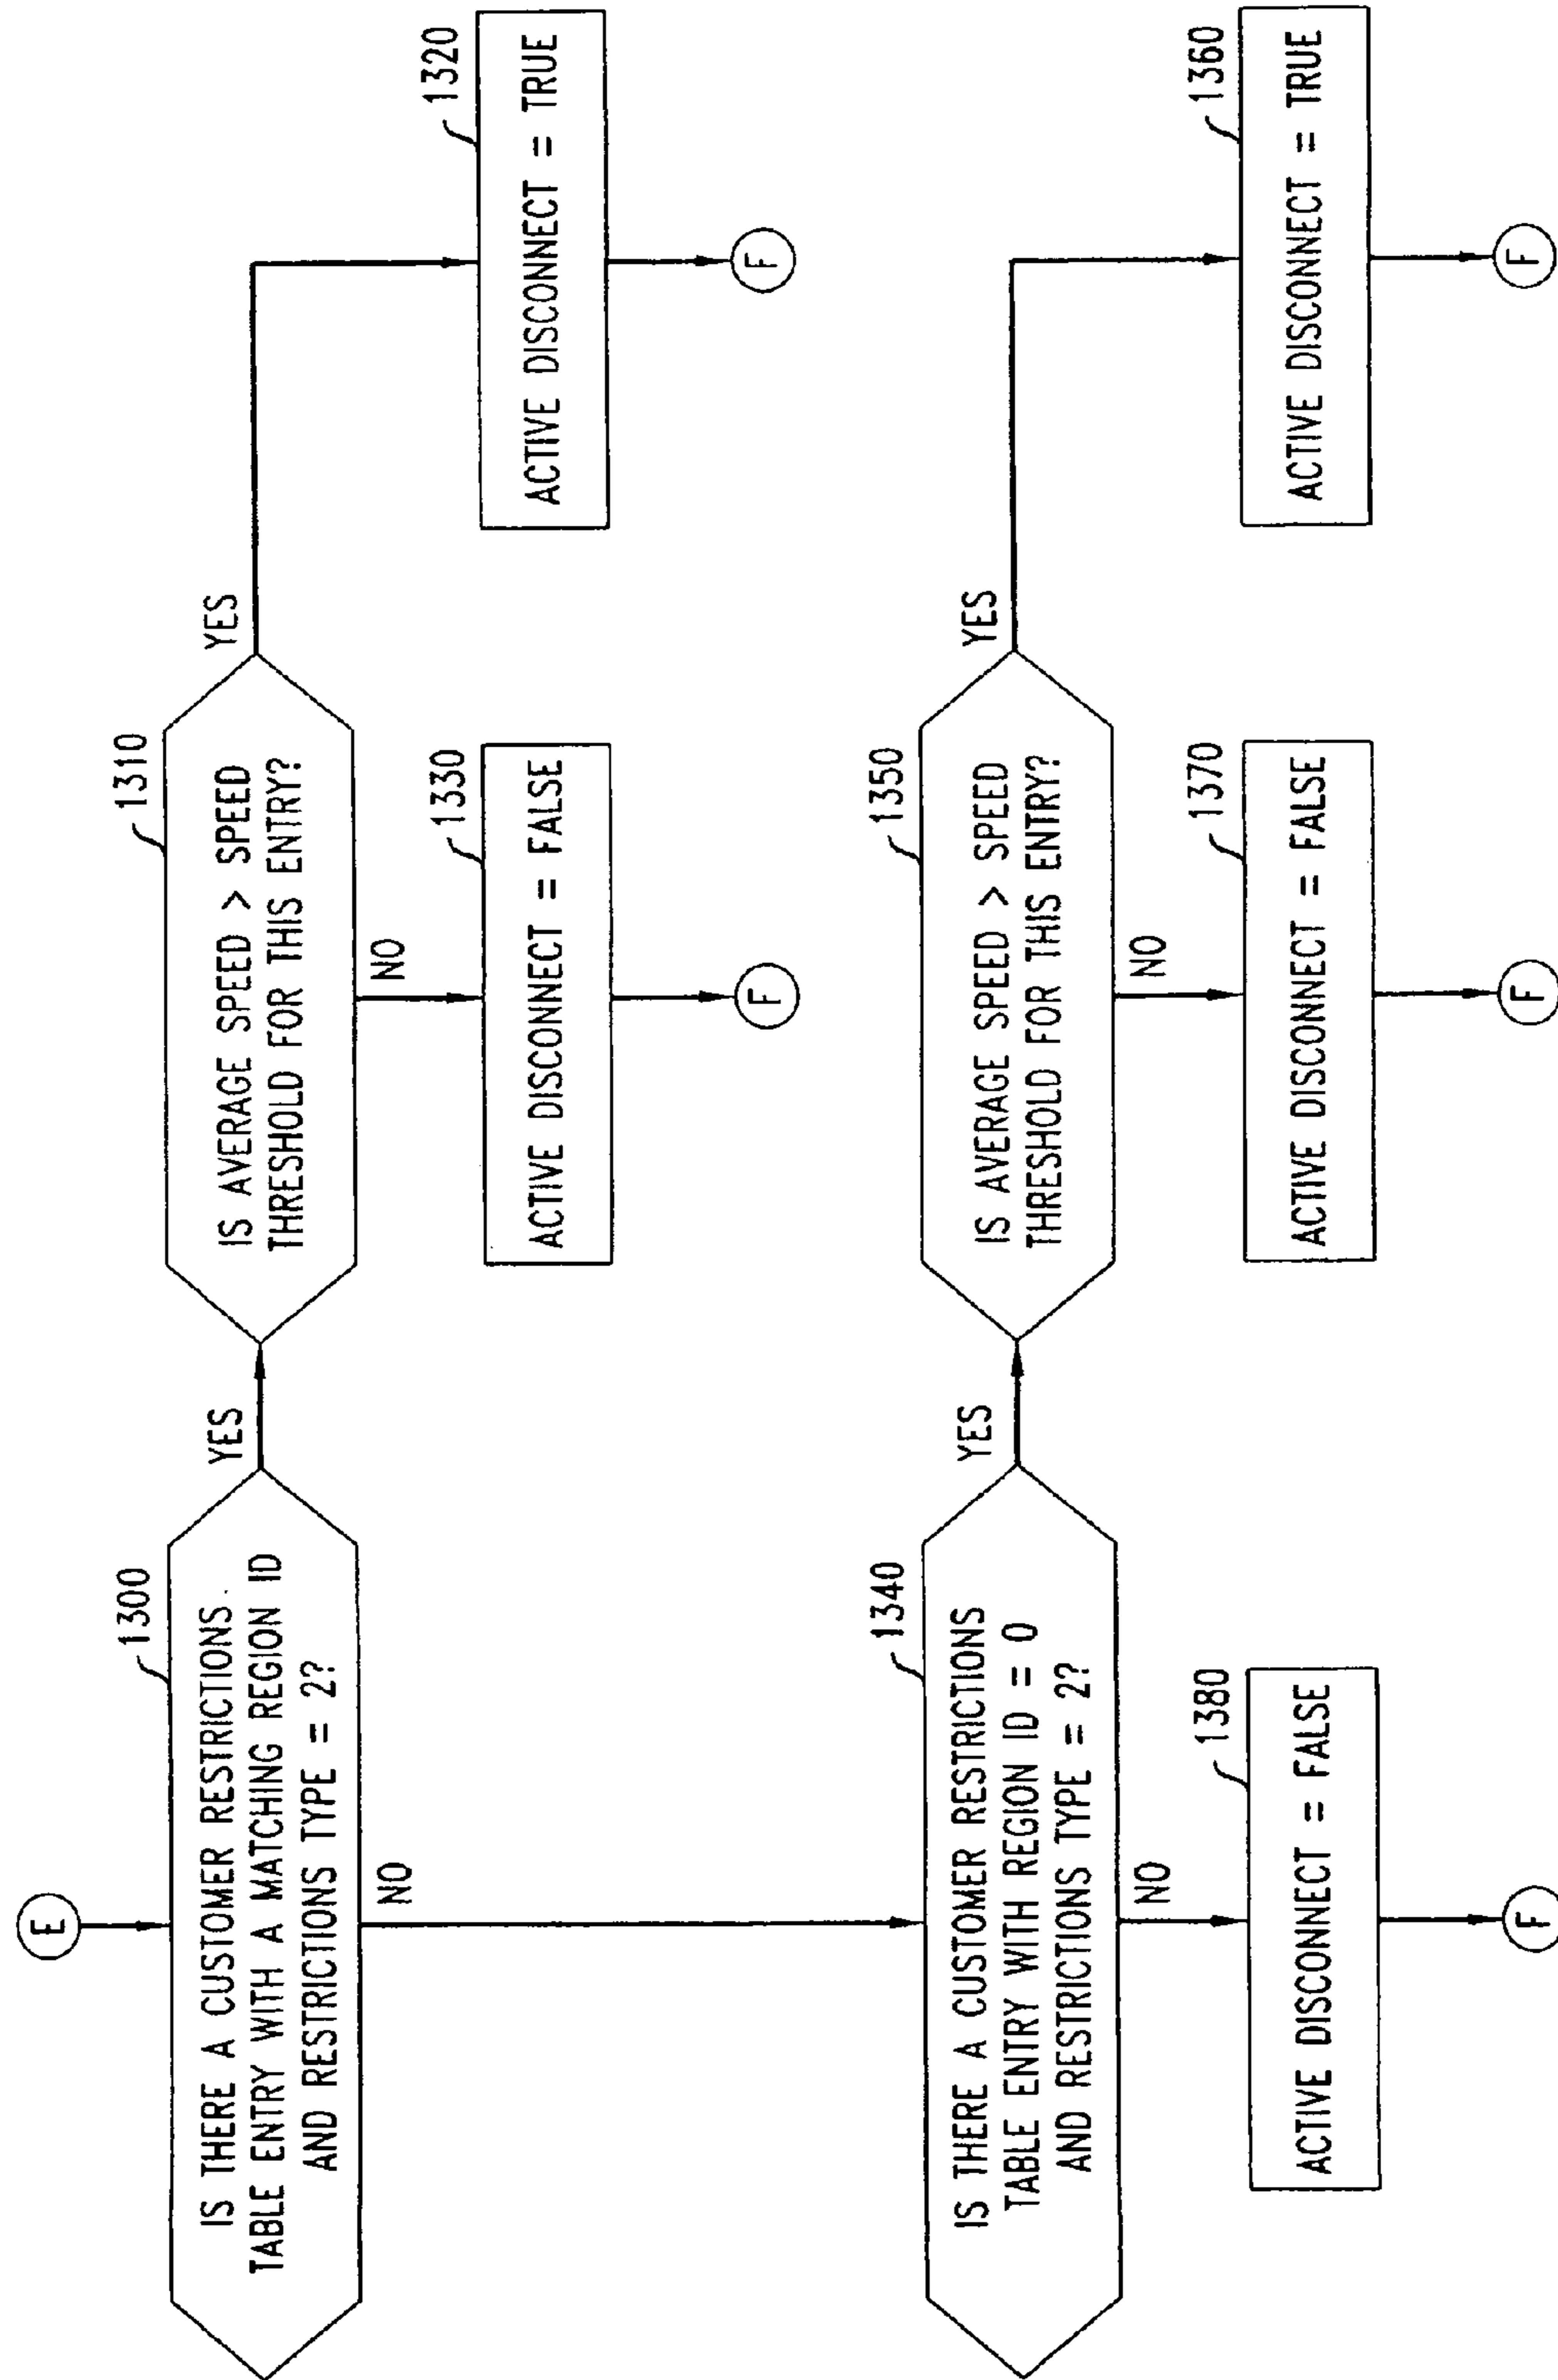 E
1300
IS THERE A CUSTOMER RESTRICTIONS
TABLE ENTRY WITH A MATCHING REGION ID
AND RESTRICTIONS TYPE = 2?
YES
NO
1310
IS AVERAGE SPEED > SPEED
THRESHOLD FOR THIS ENTRY?
YES
NO
1320
ACTIVE DISCONNECT = TRUE
F
1330
ACTIVE DISCONNECT = FALSE
F
1340
IS THERE A CUSTOMER RESTRICTIONS
TABLE ENTRY WITH REGION ID = 0
AND RESTRICTIONS TYPE = 2?
YES
NO
1350
IS AVERAGE SPEED > SPEED
THRESHOLD FOR THIS ENTRY?
YES
NO
1360
ACTIVE DISCONNECT = TRUE
F
1370
ACTIVE DISCONNECT = FALSE
F
1380
ACTIVE DISCONNECT = FALSE
F